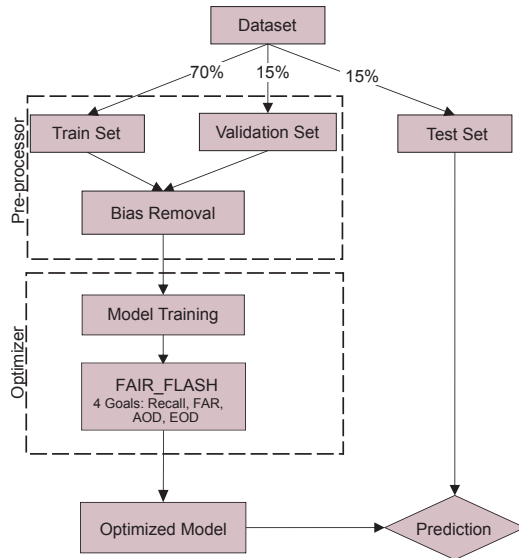 Dataset
70%
15%
15%
Train Set
Validation Set
Test Set
Pre-processor
Bias Removal
Model Training
Optimizer
FAIR_FLASH
4 Goals: Recall, FAR,
AOD, EOD
Optimized Model
Prediction